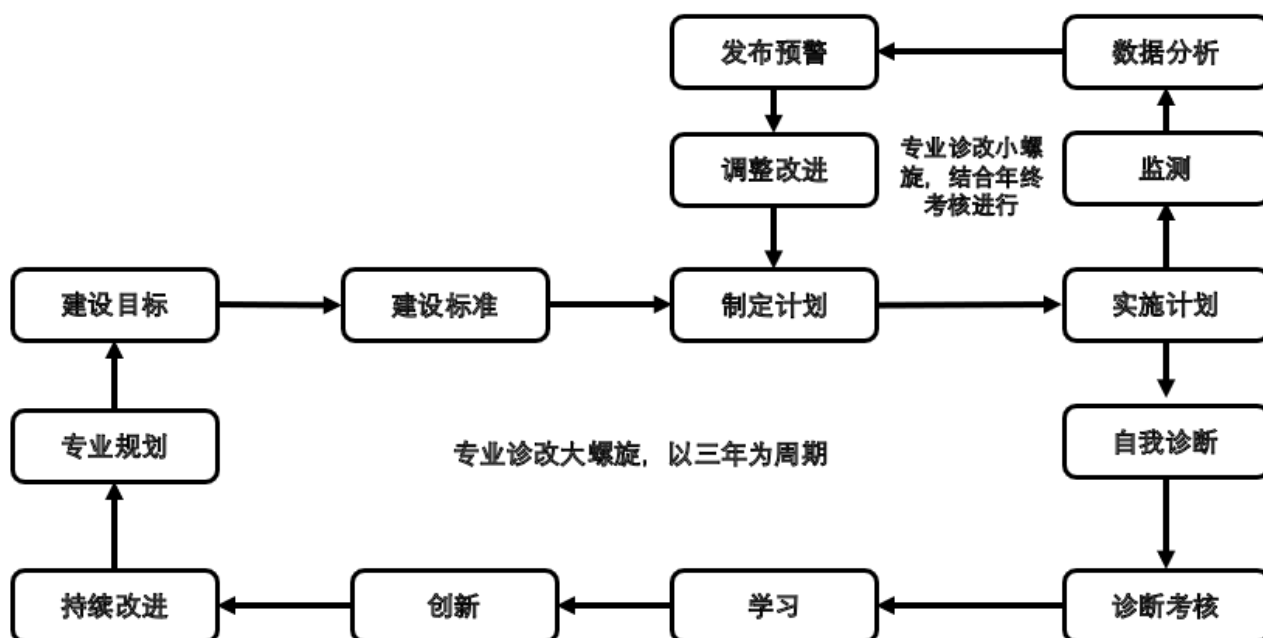 发布预警
数据分析
调整改进
专业诊改小螺
旋，结合年终
考核进行
监测
建设目标
建设标准
制定计划
实施计划
专业规划
专业诊改大螺旋，以三年为周期
自我诊断
持续改进
创新
学习
诊断考核